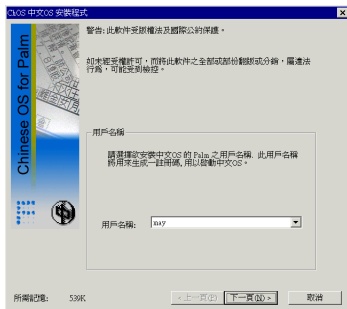 ChOS 中文OS 安裝程式
Chinese OS for Palm
警告: 此軟件受版權法及國際公約保護。
如未經受權許可，而將此軟件之全部或部份翻版或分銷，屬違法
行為，可能受到檢控。
用戶名稱
請選擇欲安裝中文OS 的 Palm 之用戶名稱. 此用戶名稱
將用來生成一註冊碼, 用以啓動中文OS。
用戶名稱:
may
所需記憶:
539K
< 上一頁(P)
下一頁(N) >
取消